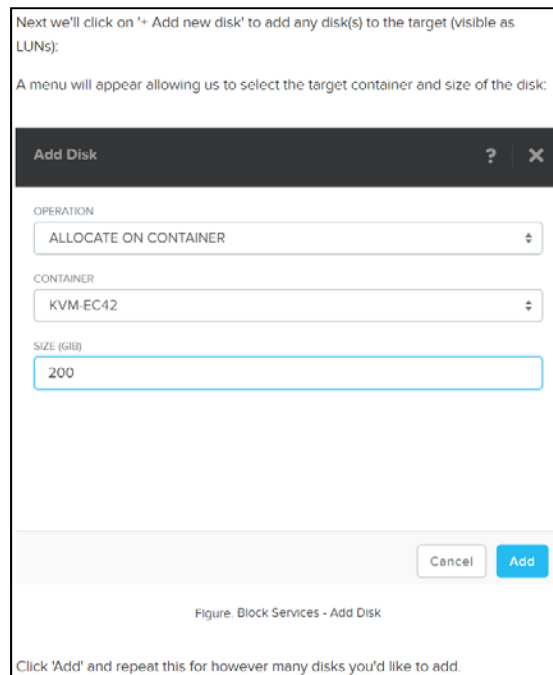 Next we'll click on '+ Add new disk' to add any disk(s) to the target (visible as
LUNs):
A menu will appear allowing us to select the target container and size of the disk:
Add Disk ? X
OPERATION
ALLOCATE ON CONTAINER
CONTAINER
KVM-EC42
SIZE (GIB)
200
Cancel Add
Figure. Block Services - Add Disk
Click 'Add' and repeat this for however many disks you'd like to add.